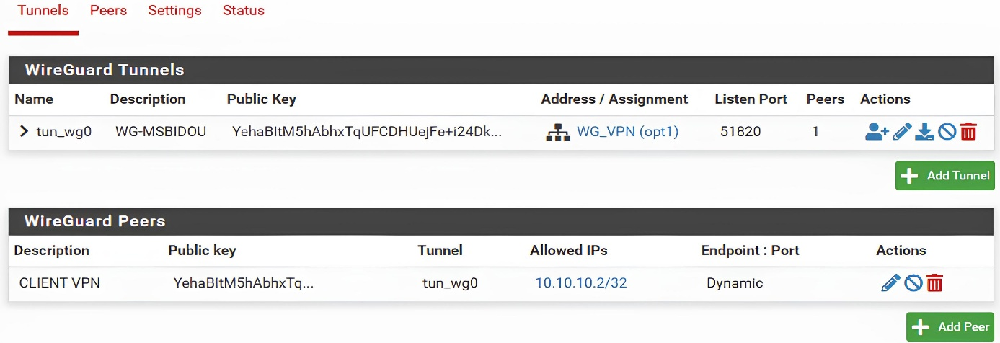 Tunnels Peers Settings Status
WireGuard Tunnels
Name Description Public Key Address / Assignment Listen Port Peers Actions
tun_wg0 WG-MSBIDOU YehaBItM5hAbhxTqUFCDHUejFe+i24Dk... WG_VPN (opt1) 51820 1
Add Tunnel
WireGuard Peers
Description Public key Tunnel Allowed IPs Endpoint : Port Actions
CLIENT VPN YehaBItM5hAbhxTq... tun_wg0 10.10.10.2/32 Dynamic
Add Peer